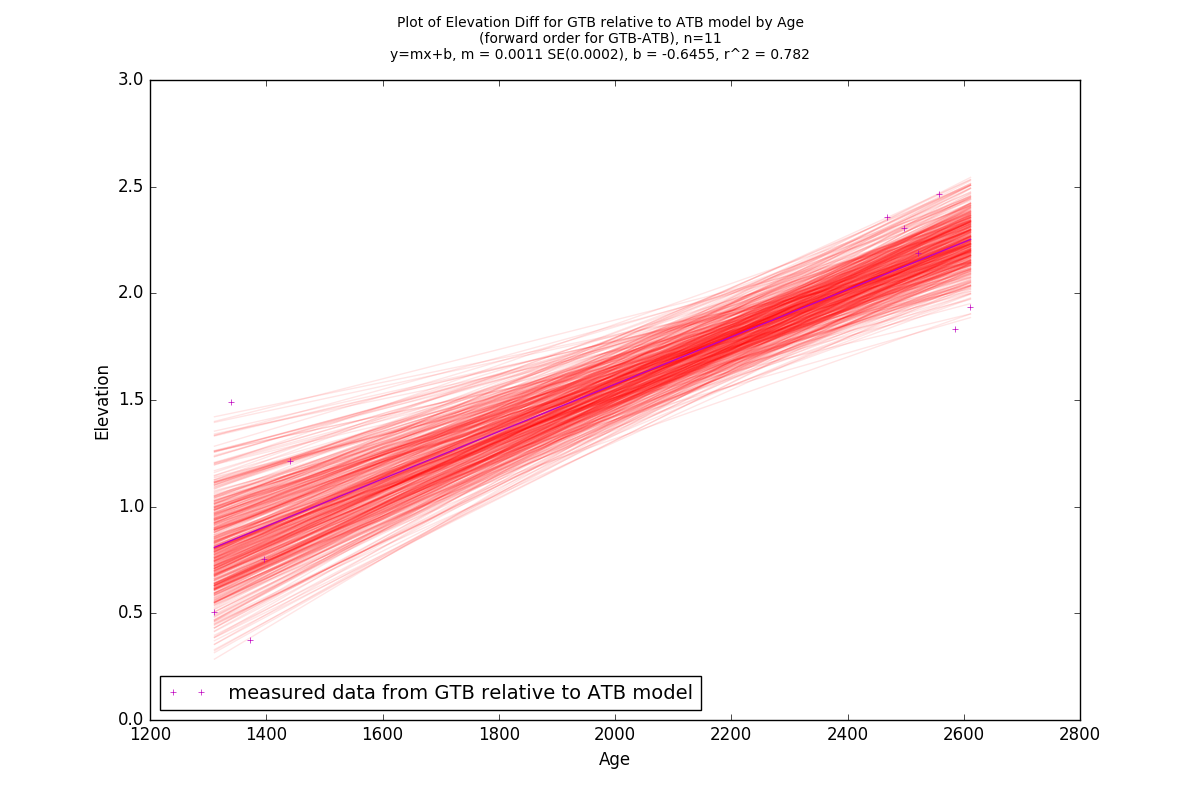 Plot of Elevation Diff for GTB relative to ATB model by Age
(forward order for GTB-ATB), n=11
y=mx+b, m = 0.0011 SE(0.0002), b = -0.6455, r^2 = 0.782
3.0
2.5
2.0
1.5
1.0
0.5
0.0
Elevation
measured data from GTB relative to ATB model
1200 1400 1600 1800 2000 2200 2400 2600 2800
Age